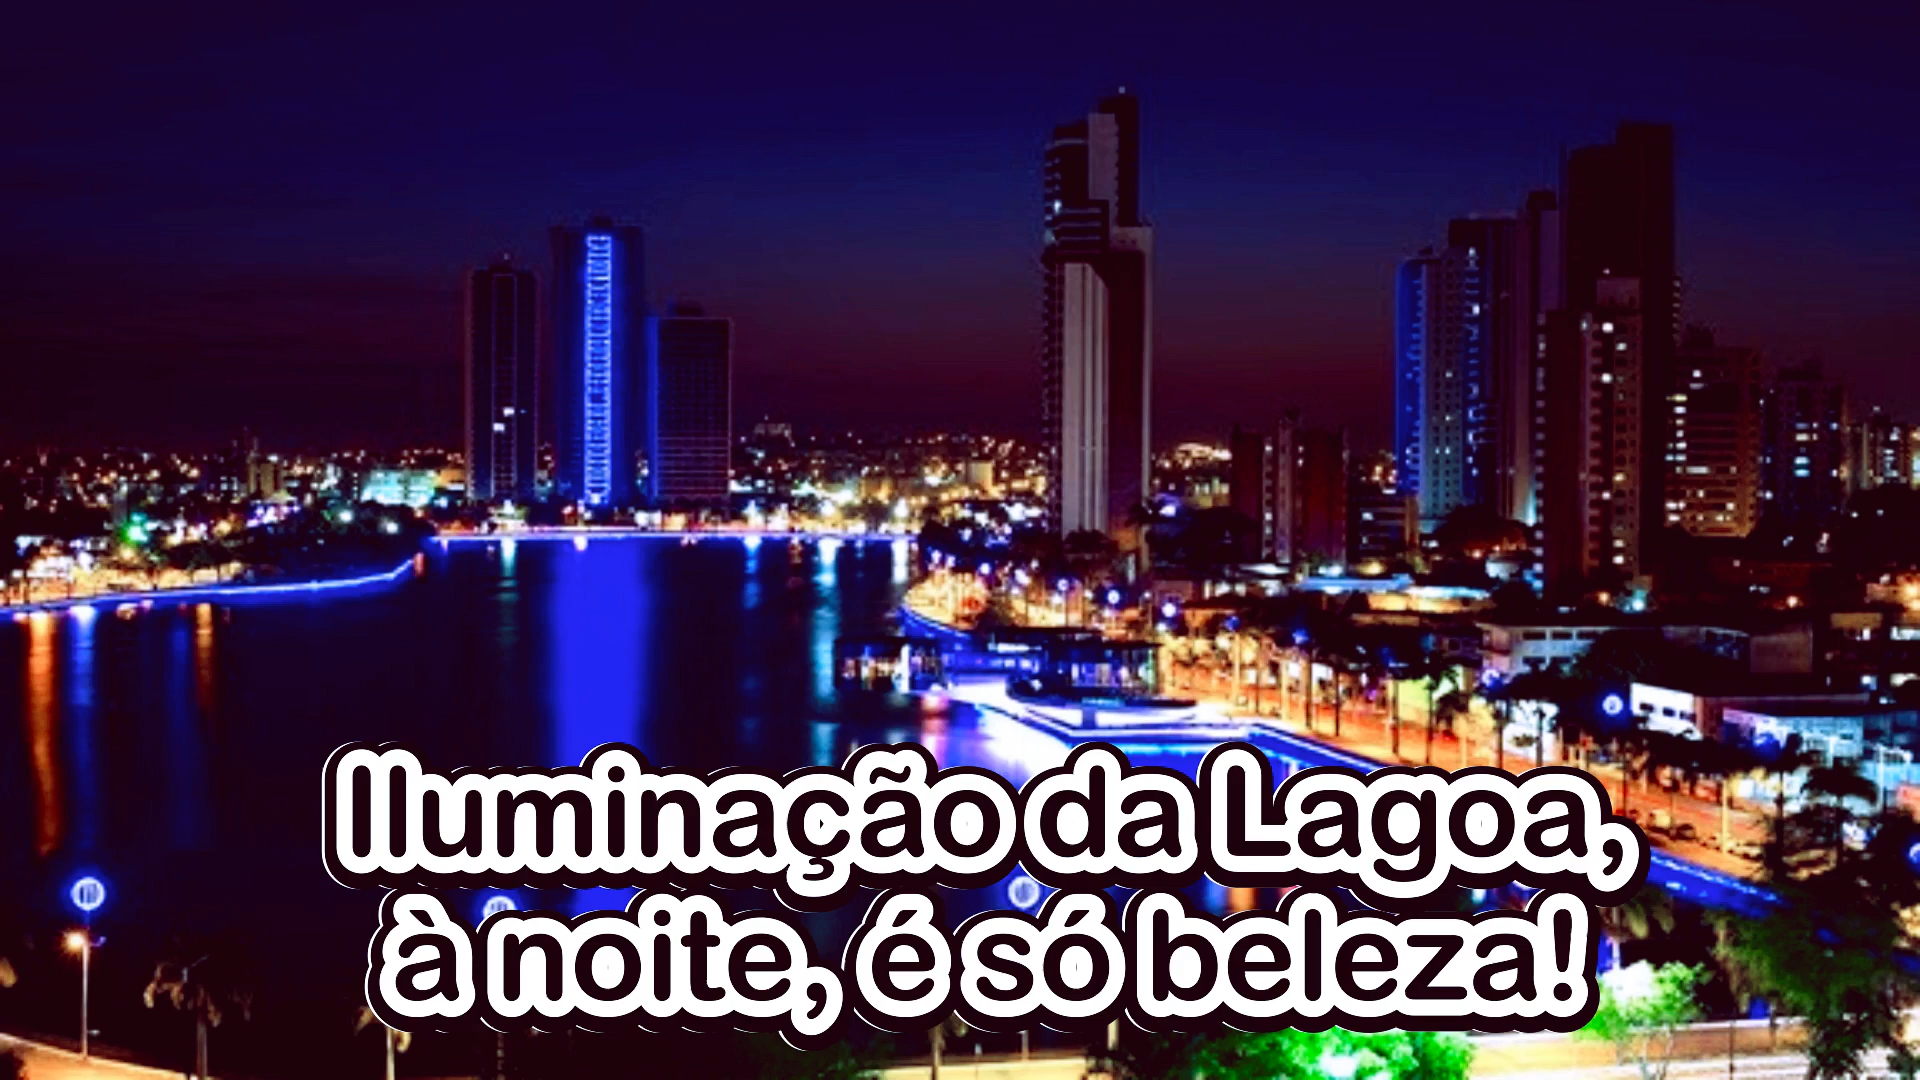 Iluminação da Lagoa,
à noite, é só beleza!